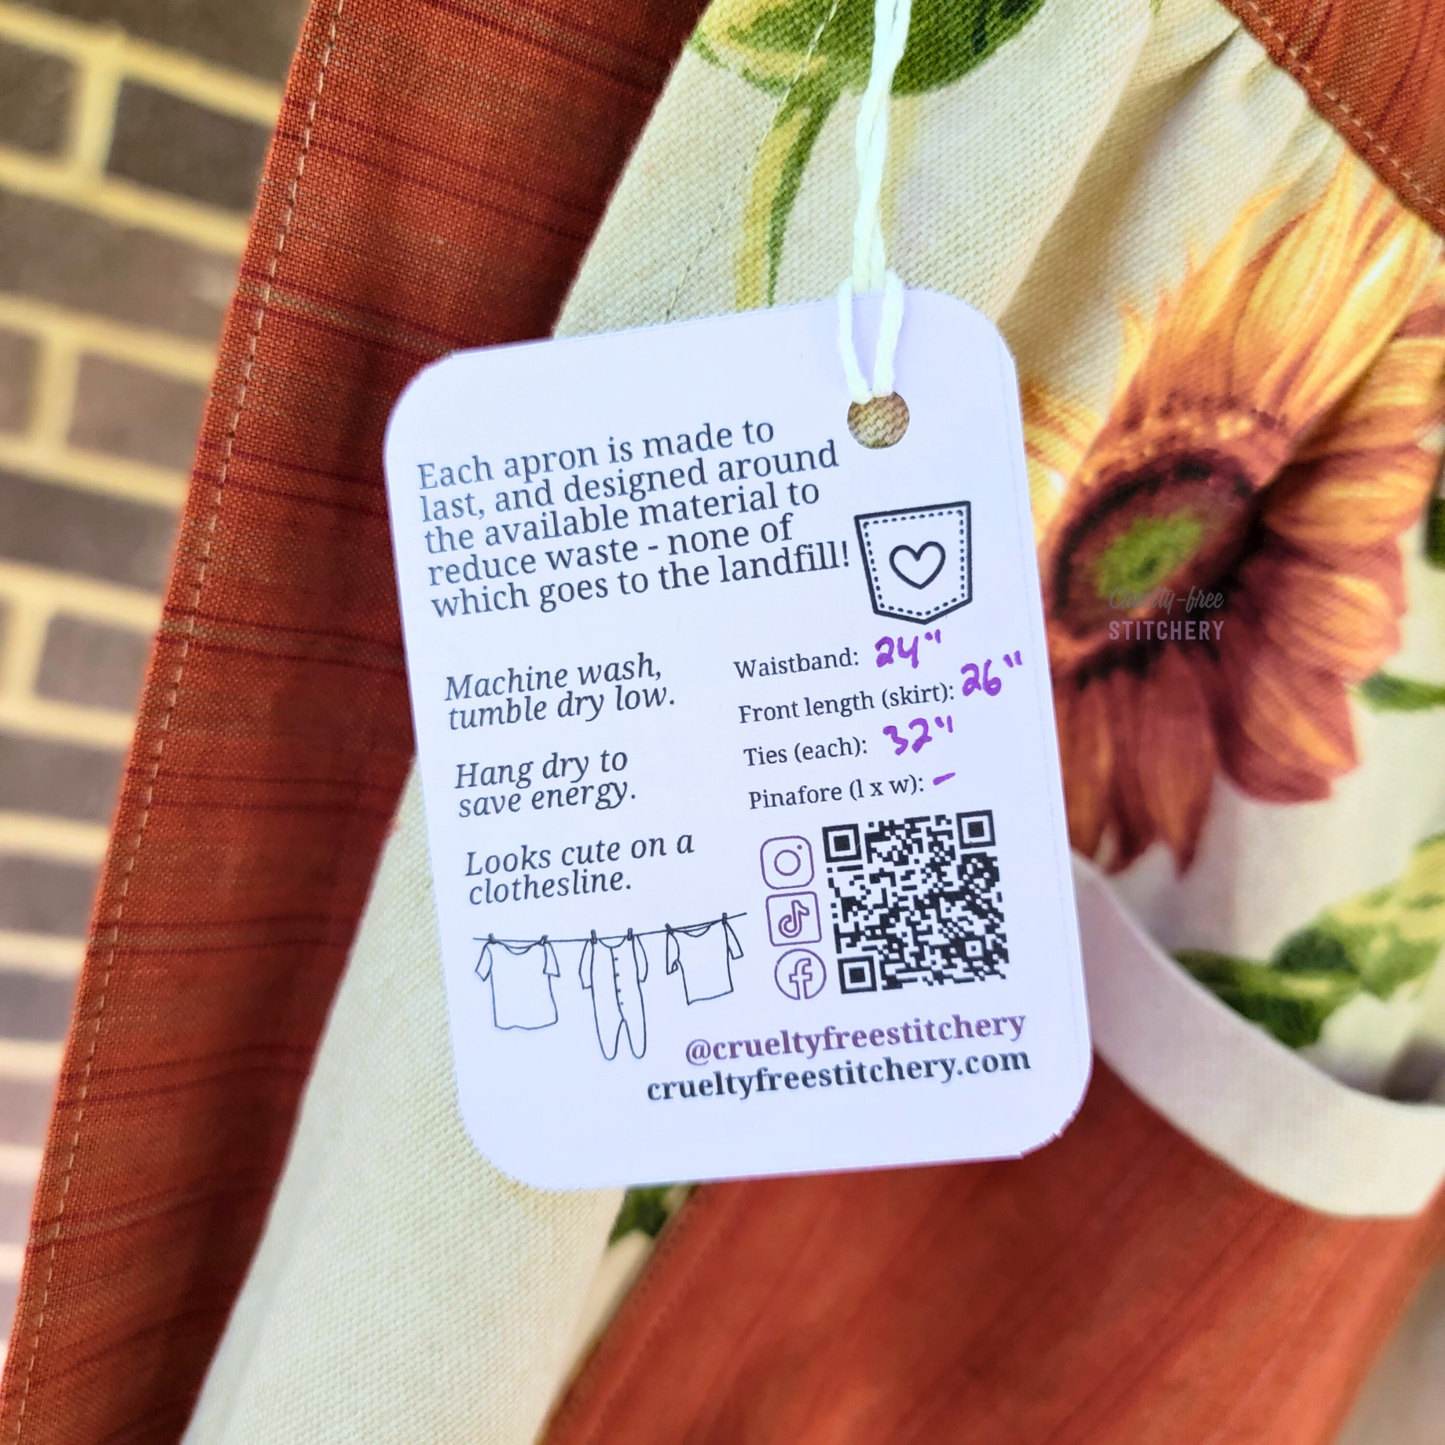 Each apron is made to
last, and designed around
the available material to
reduce waste - none of
which goes to the landfill!
Machine wash,
tumble dry low.
Hang dry to
save energy.
Looks cute on a
clothesline.
Waistband: 24"
Front length (skirt): 26"
Ties (each): 32"
Pinafore (l x w): -
@crueltyfreestitchery
crueltyfreestitchery.com
cruelty-free
STITCHERY